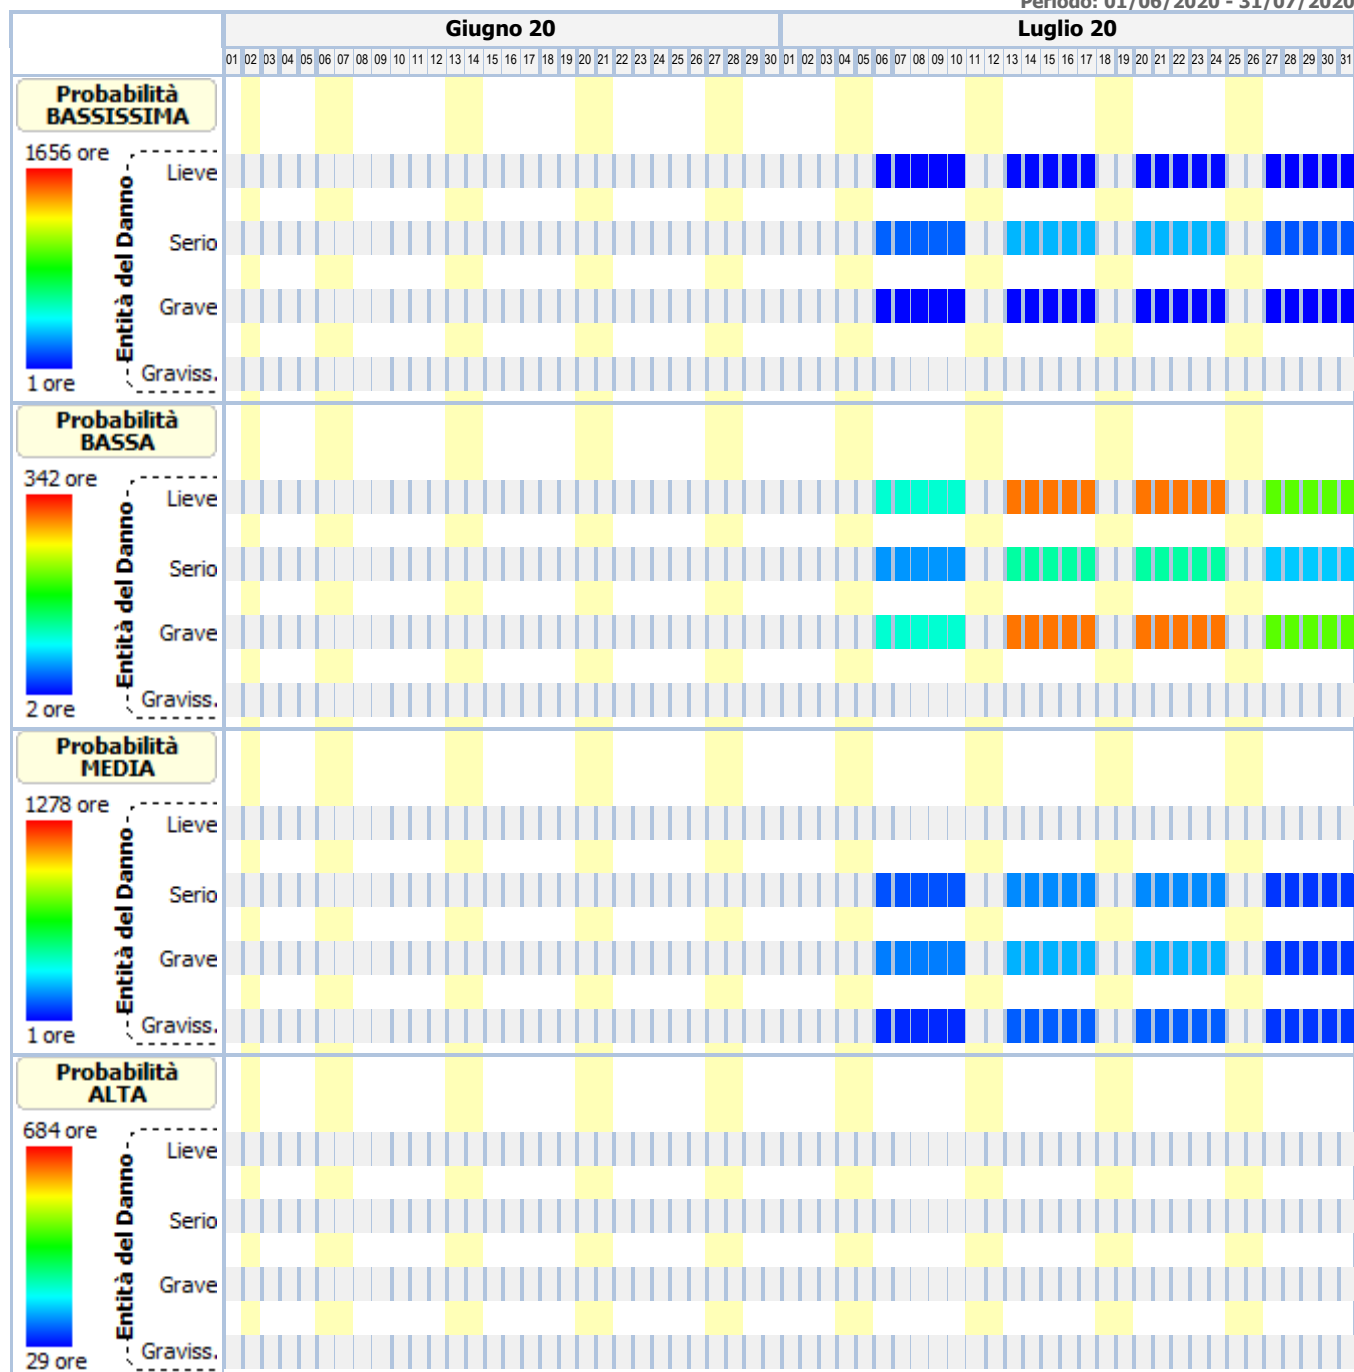 Periodo: 01/06/2020 - 31/07/2020
Giugno 20 Luglio 20
01 02 03 04 05 06 07 08 09 10 11 12 13 14 15 16 17 18 19 20 21 22 23 24 25 26 27 28 29 30 01 02 03 04 05 06 07 08 09 10 11 12 13 14 15 16 17 18 19 20 21 22 23 24 25 26 27 28 29 30 31
Probabilità
BASSISSIMA
1656 ore
1 ore
Entità del Danno
Lieve
Serio
Grave
Graviss.
Probabilità
BASSA
342 ore
2 ore
Entità del Danno
Lieve
Serio
Grave
Graviss.
Probabilità
MEDIA
1278 ore
1 ore
Entità del Danno
Lieve
Serio
Grave
Graviss.
Probabilità
ALTA
684 ore
29 ore
Entità del Danno
Lieve
Serio
Grave
Graviss.